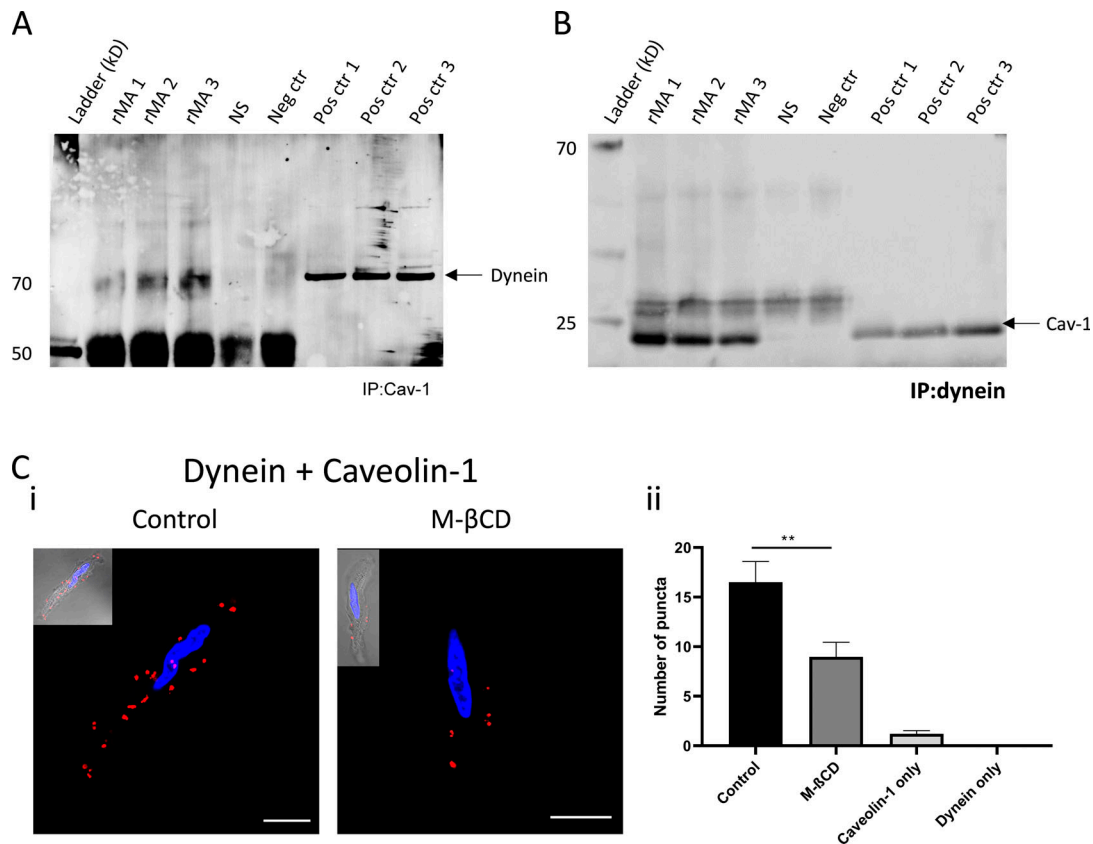 A
Ladder (kD)
rMA 1
rMA 2
rMA 3
NS
Neg ctr
Pos ctr 1
Pos ctr 2
Pos ctr 3
70
50
Dynein
IP:Cav-1
B
Ladder (kD)
rMA 1
rMA 2
rMA 3
NS
Neg ctr
Pos ctr 1
Pos ctr 2
Pos ctr 3
70
25
Cav-1
IP:dynein
C
Dynein + Caveolin-1
i
Control
M-βCD
ii
**
Number of puncta
20
15
10
5
0
Control
M-ßCD
Caveolin-1 only
Dynein only